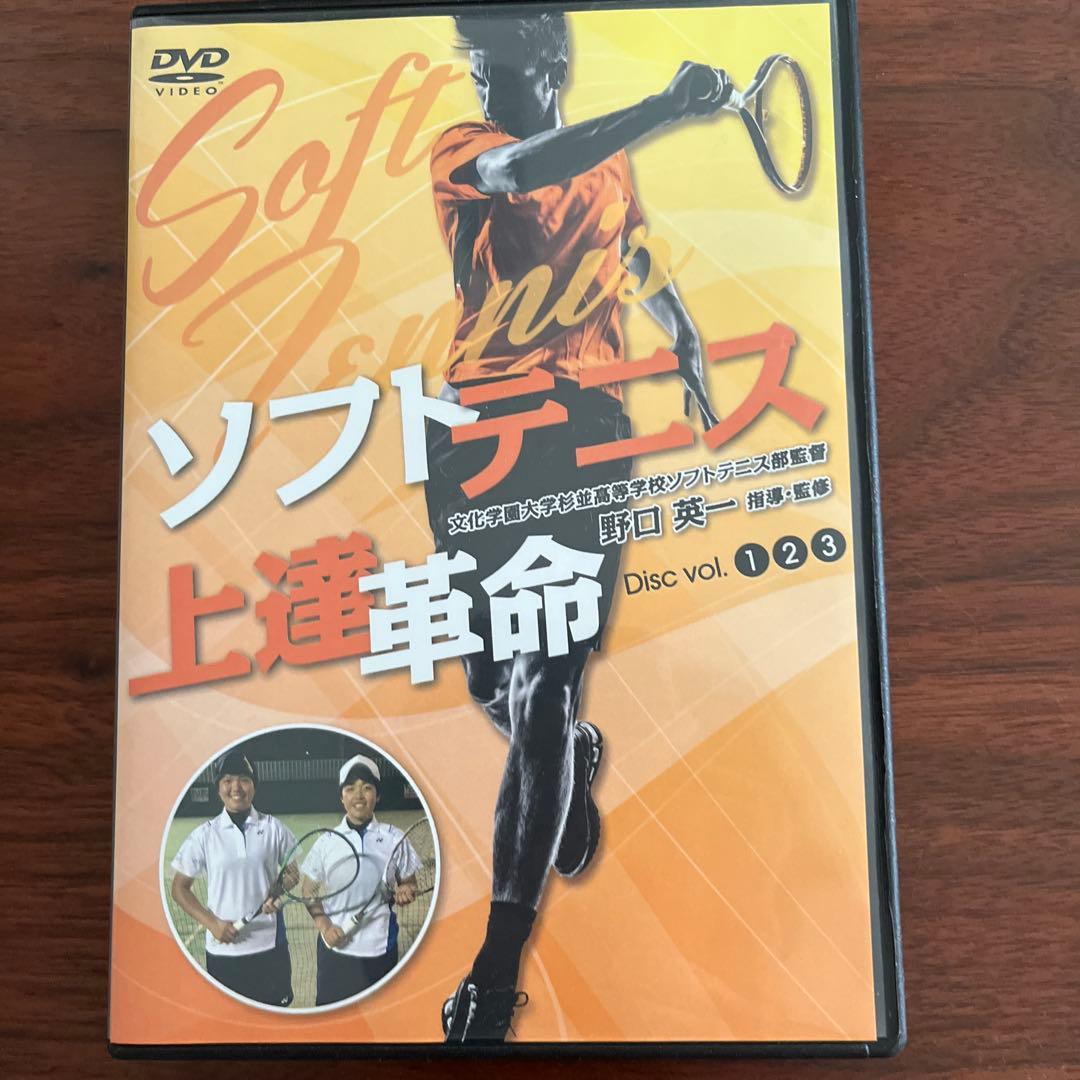 DVD
VIDEO
Soft
Tennis
ソフトテニス
文化学園大学杉並高等学校ソフトテニス部監督
野口 英一 指導・監修
上達革命
Disc vol. 1 2 3